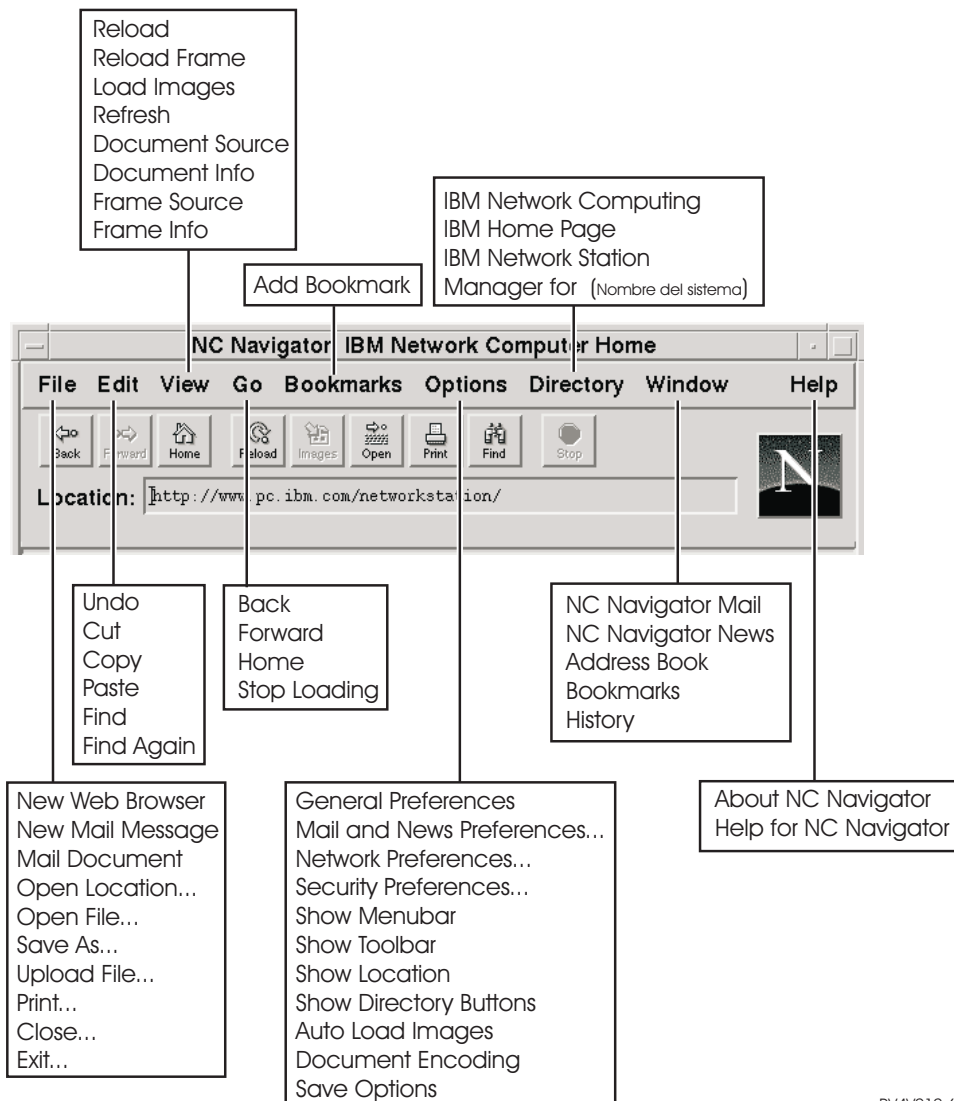 Reload
Reload Frame
Load Images
Refresh
Document Source
Document Info
Frame Source
Frame Info
IBM Network Computing
IBM Home Page
IBM Network Station
Manager for (Nombre del sistema)
Add Bookmark
NC Navigator IBM Network Computer Home
File Edit View Go Bookmarks Options Directory Window Help
Back Forward Home Reload Images Open Print Find Stop
N
Location: http://www.pc.ibm.com/networkstation/
Undo
Cut
Copy
Paste
Find
Find Again
Back
Forward
Home
Stop Loading
NC Navigator Mail
NC Navigator News
Address Book
Bookmarks
History
New Web Browser
New Mail Message
Mail Document
Open Location...
Open File...
Save As...
Upload File...
Print...
Close...
Exit...
General Preferences
Mail and News Preferences...
Network Preferences...
Security Preferences...
Show Menubar
Show Toolbar
Show Location
Show Directory Buttons
Auto Load Images
Document Encoding
Save Options
About NC Navigator
Help for NC Navigator